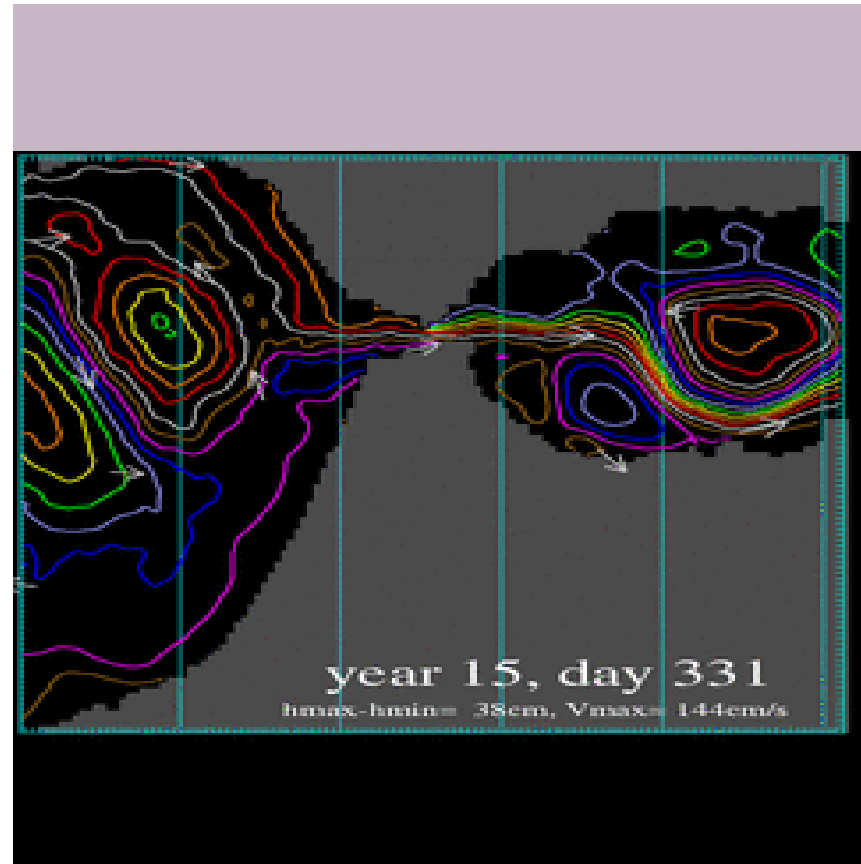 year 15, day 331
hmax-hmin= 38cm, Vmax= 144cm/s